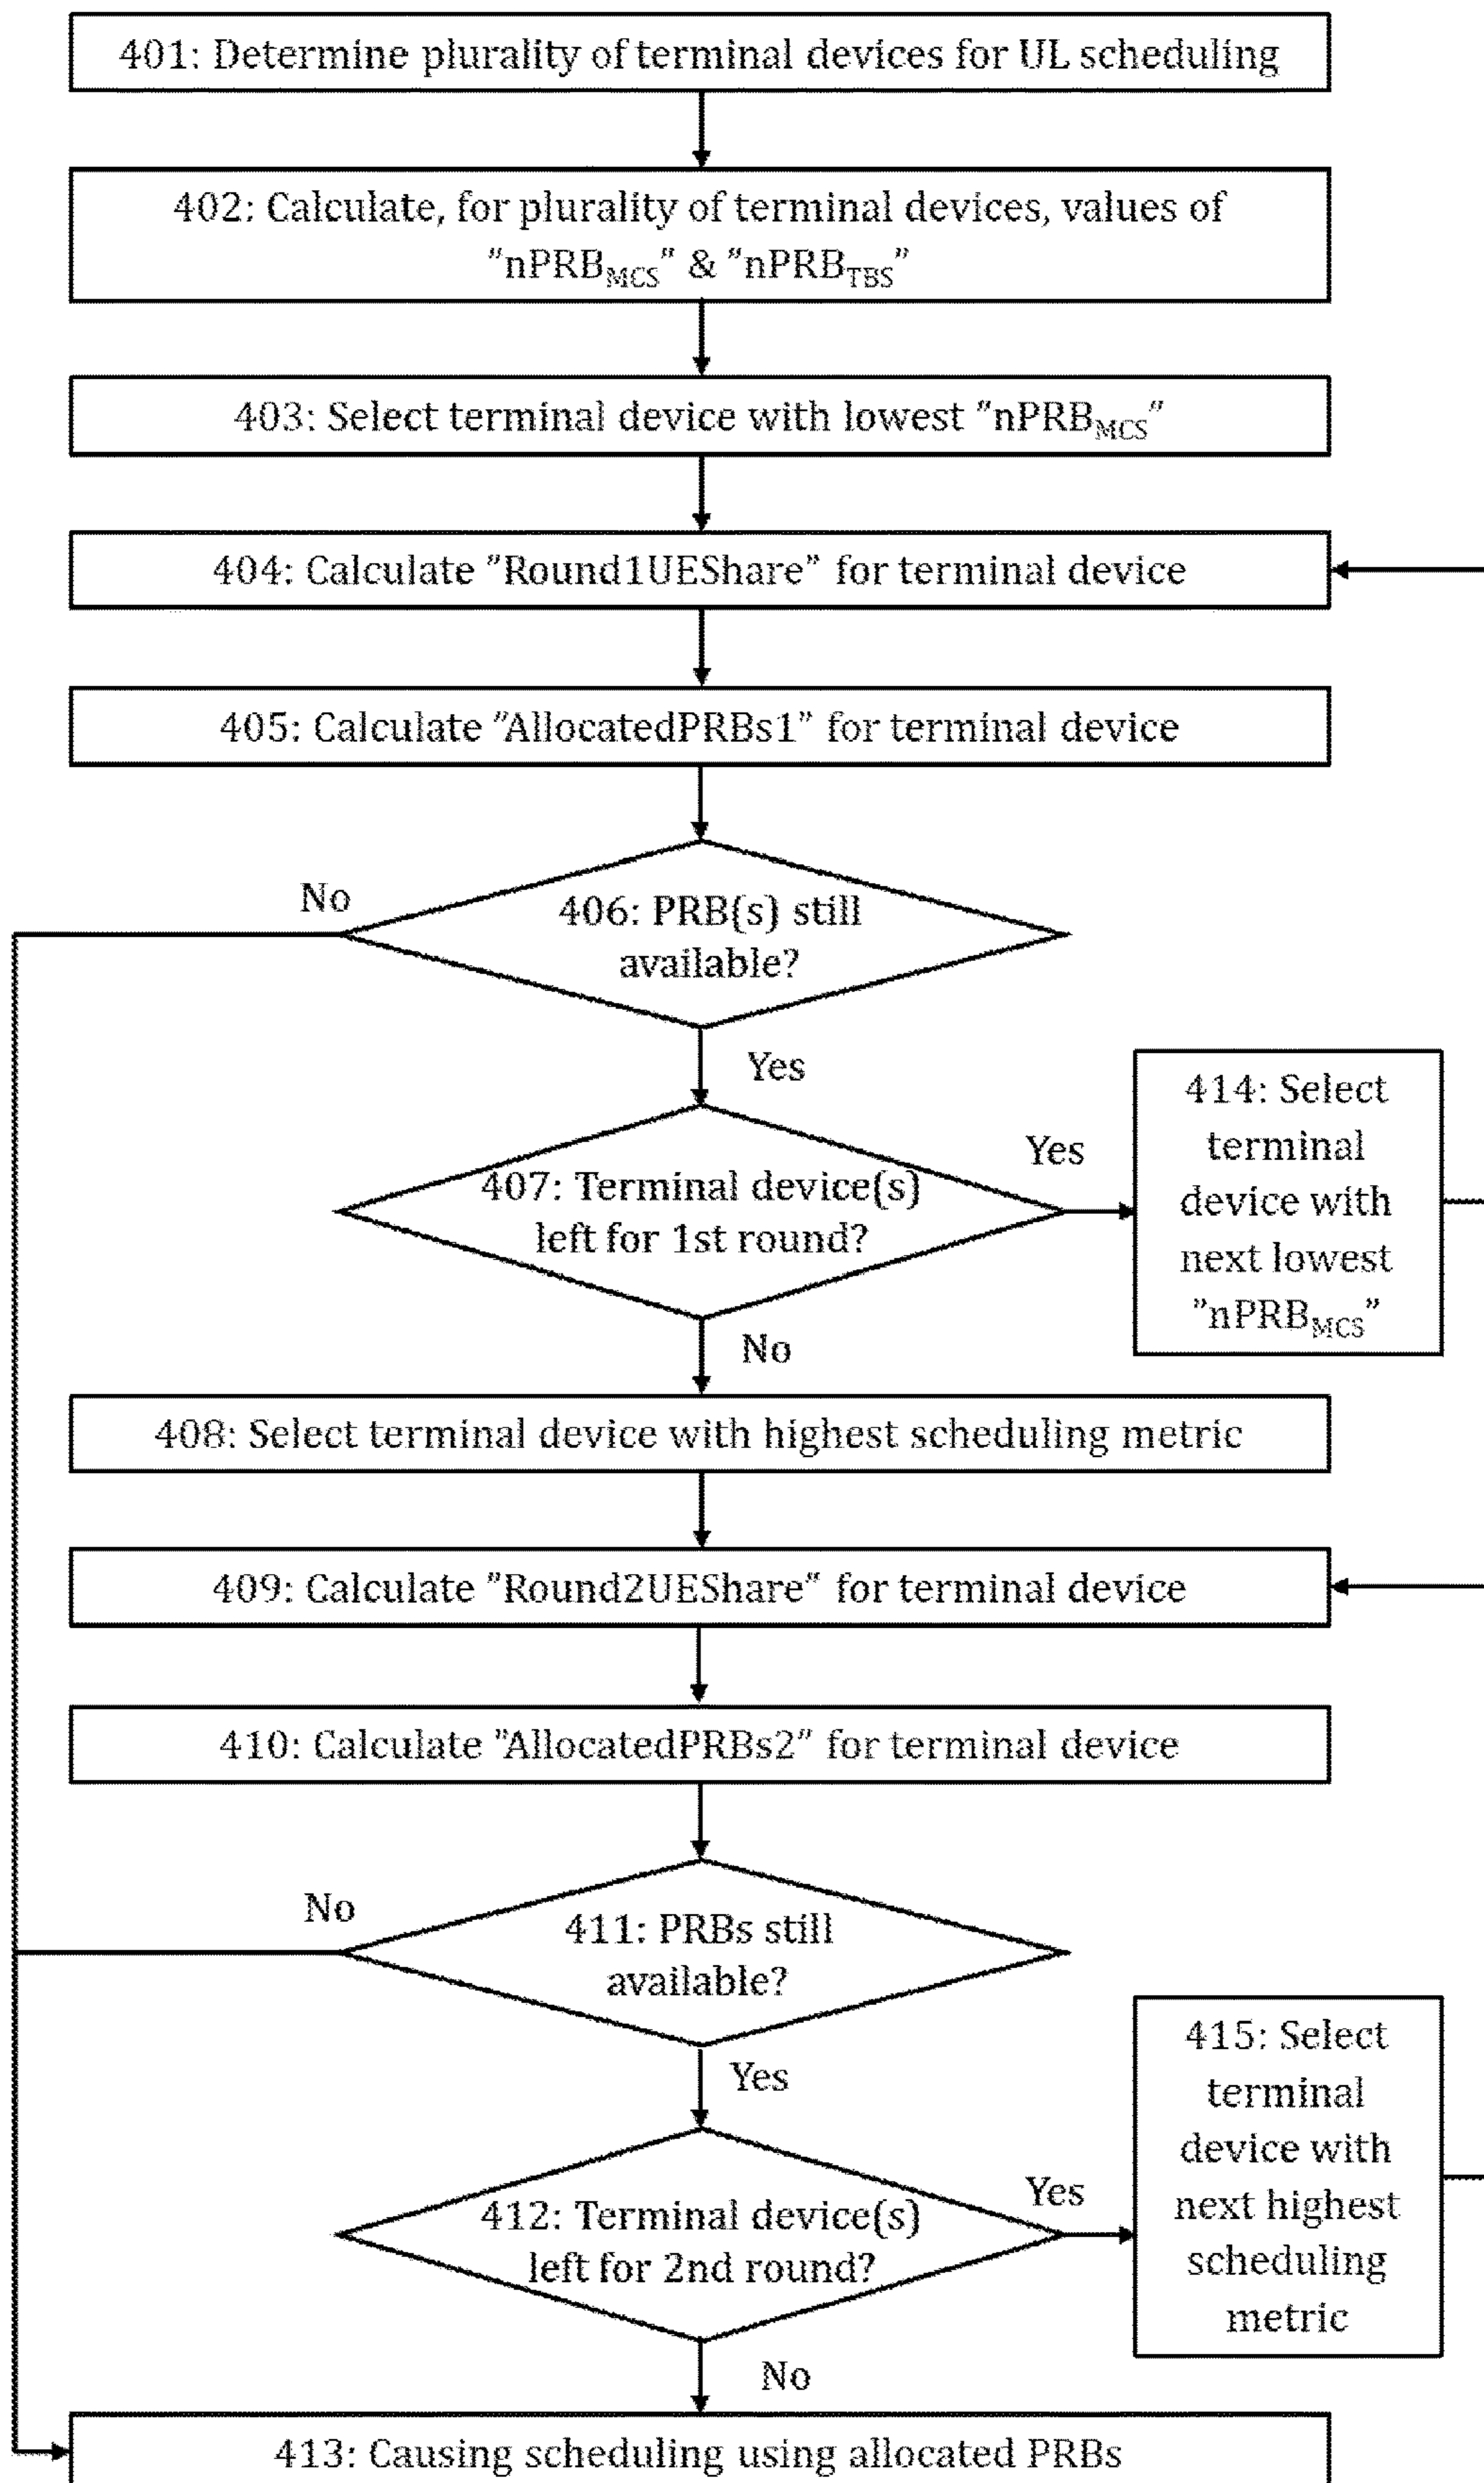 401: Determine plurality of terminal devices for UL scheduling
402: Calculate, for plurality of terminal devices, values of
”nPRBMCS” & ”nPRBTBS”
403: Select terminal device with lowest ”nPRBMCS”
404: Calculate ”Round1UEShare” for terminal device
405: Calculate ”AllocatedPRBs1” for terminal device
No
406: PRB(s) still
available?
Yes
407: Terminal device(s)
left for 1st round?
Yes
414: Select
terminal
device with
next lowest
”nPRBMCS”
No
408: Select terminal device with highest scheduling metric
409: Calculate ”Round2UEShare” for terminal device
410: Calculate ”AllocatedPRBs2” for terminal device
No
411: PRBs still
available?
Yes
412: Terminal device(s)
left for 2nd round?
Yes
415: Select
terminal
device with
next highest
scheduling
metric
No
413: Causing scheduling using allocated PRBs